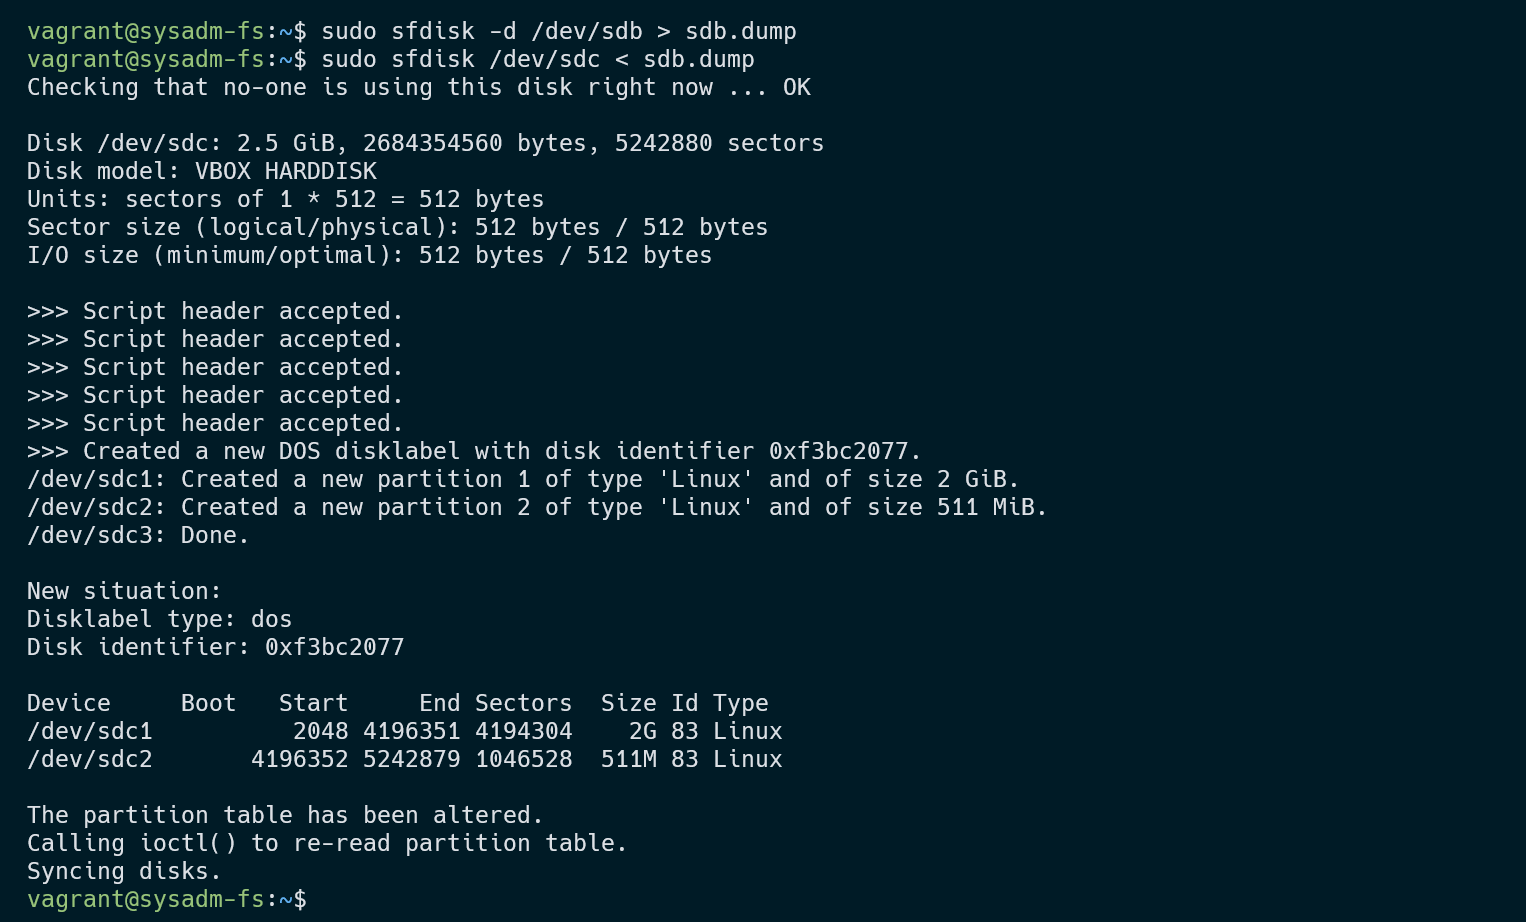 vagrant@sysadm-fs:~$ sudo sfdisk -d /dev/sdb > sdb.dump
vagrant@sysadm-fs:~$ sudo sfdisk /dev/sdc < sdb.dump
Checking that no-one is using this disk right now ... OK

Disk /dev/sdc: 2.5 GiB, 2684354560 bytes, 5242880 sectors
Disk model: VBOX HARDDISK
Units: sectors of 1 * 512 = 512 bytes
Sector size (logical/physical): 512 bytes / 512 bytes
I/O size (minimum/optimal): 512 bytes / 512 bytes

>>> Script header accepted.
>>> Script header accepted.
>>> Script header accepted.
>>> Script header accepted.
>>> Script header accepted.
>>> Created a new DOS disklabel with disk identifier 0xf3bc2077.
/dev/sdc1: Created a new partition 1 of type 'Linux' and of size 2 GiB.
/dev/sdc2: Created a new partition 2 of type 'Linux' and of size 511 MiB.
/dev/sdc3: Done.

New situation:
Disklabel type: dos
Disk identifier: 0xf3bc2077

Device     Boot   Start     End Sectors  Size Id Type
/dev/sdc1          2048 4196351 4194304    2G 83 Linux
/dev/sdc2       4196352 5242879 1046528  511M 83 Linux

The partition table has been altered.
Calling ioctl() to re-read partition table.
Syncing disks.
vagrant@sysadm-fs:~$